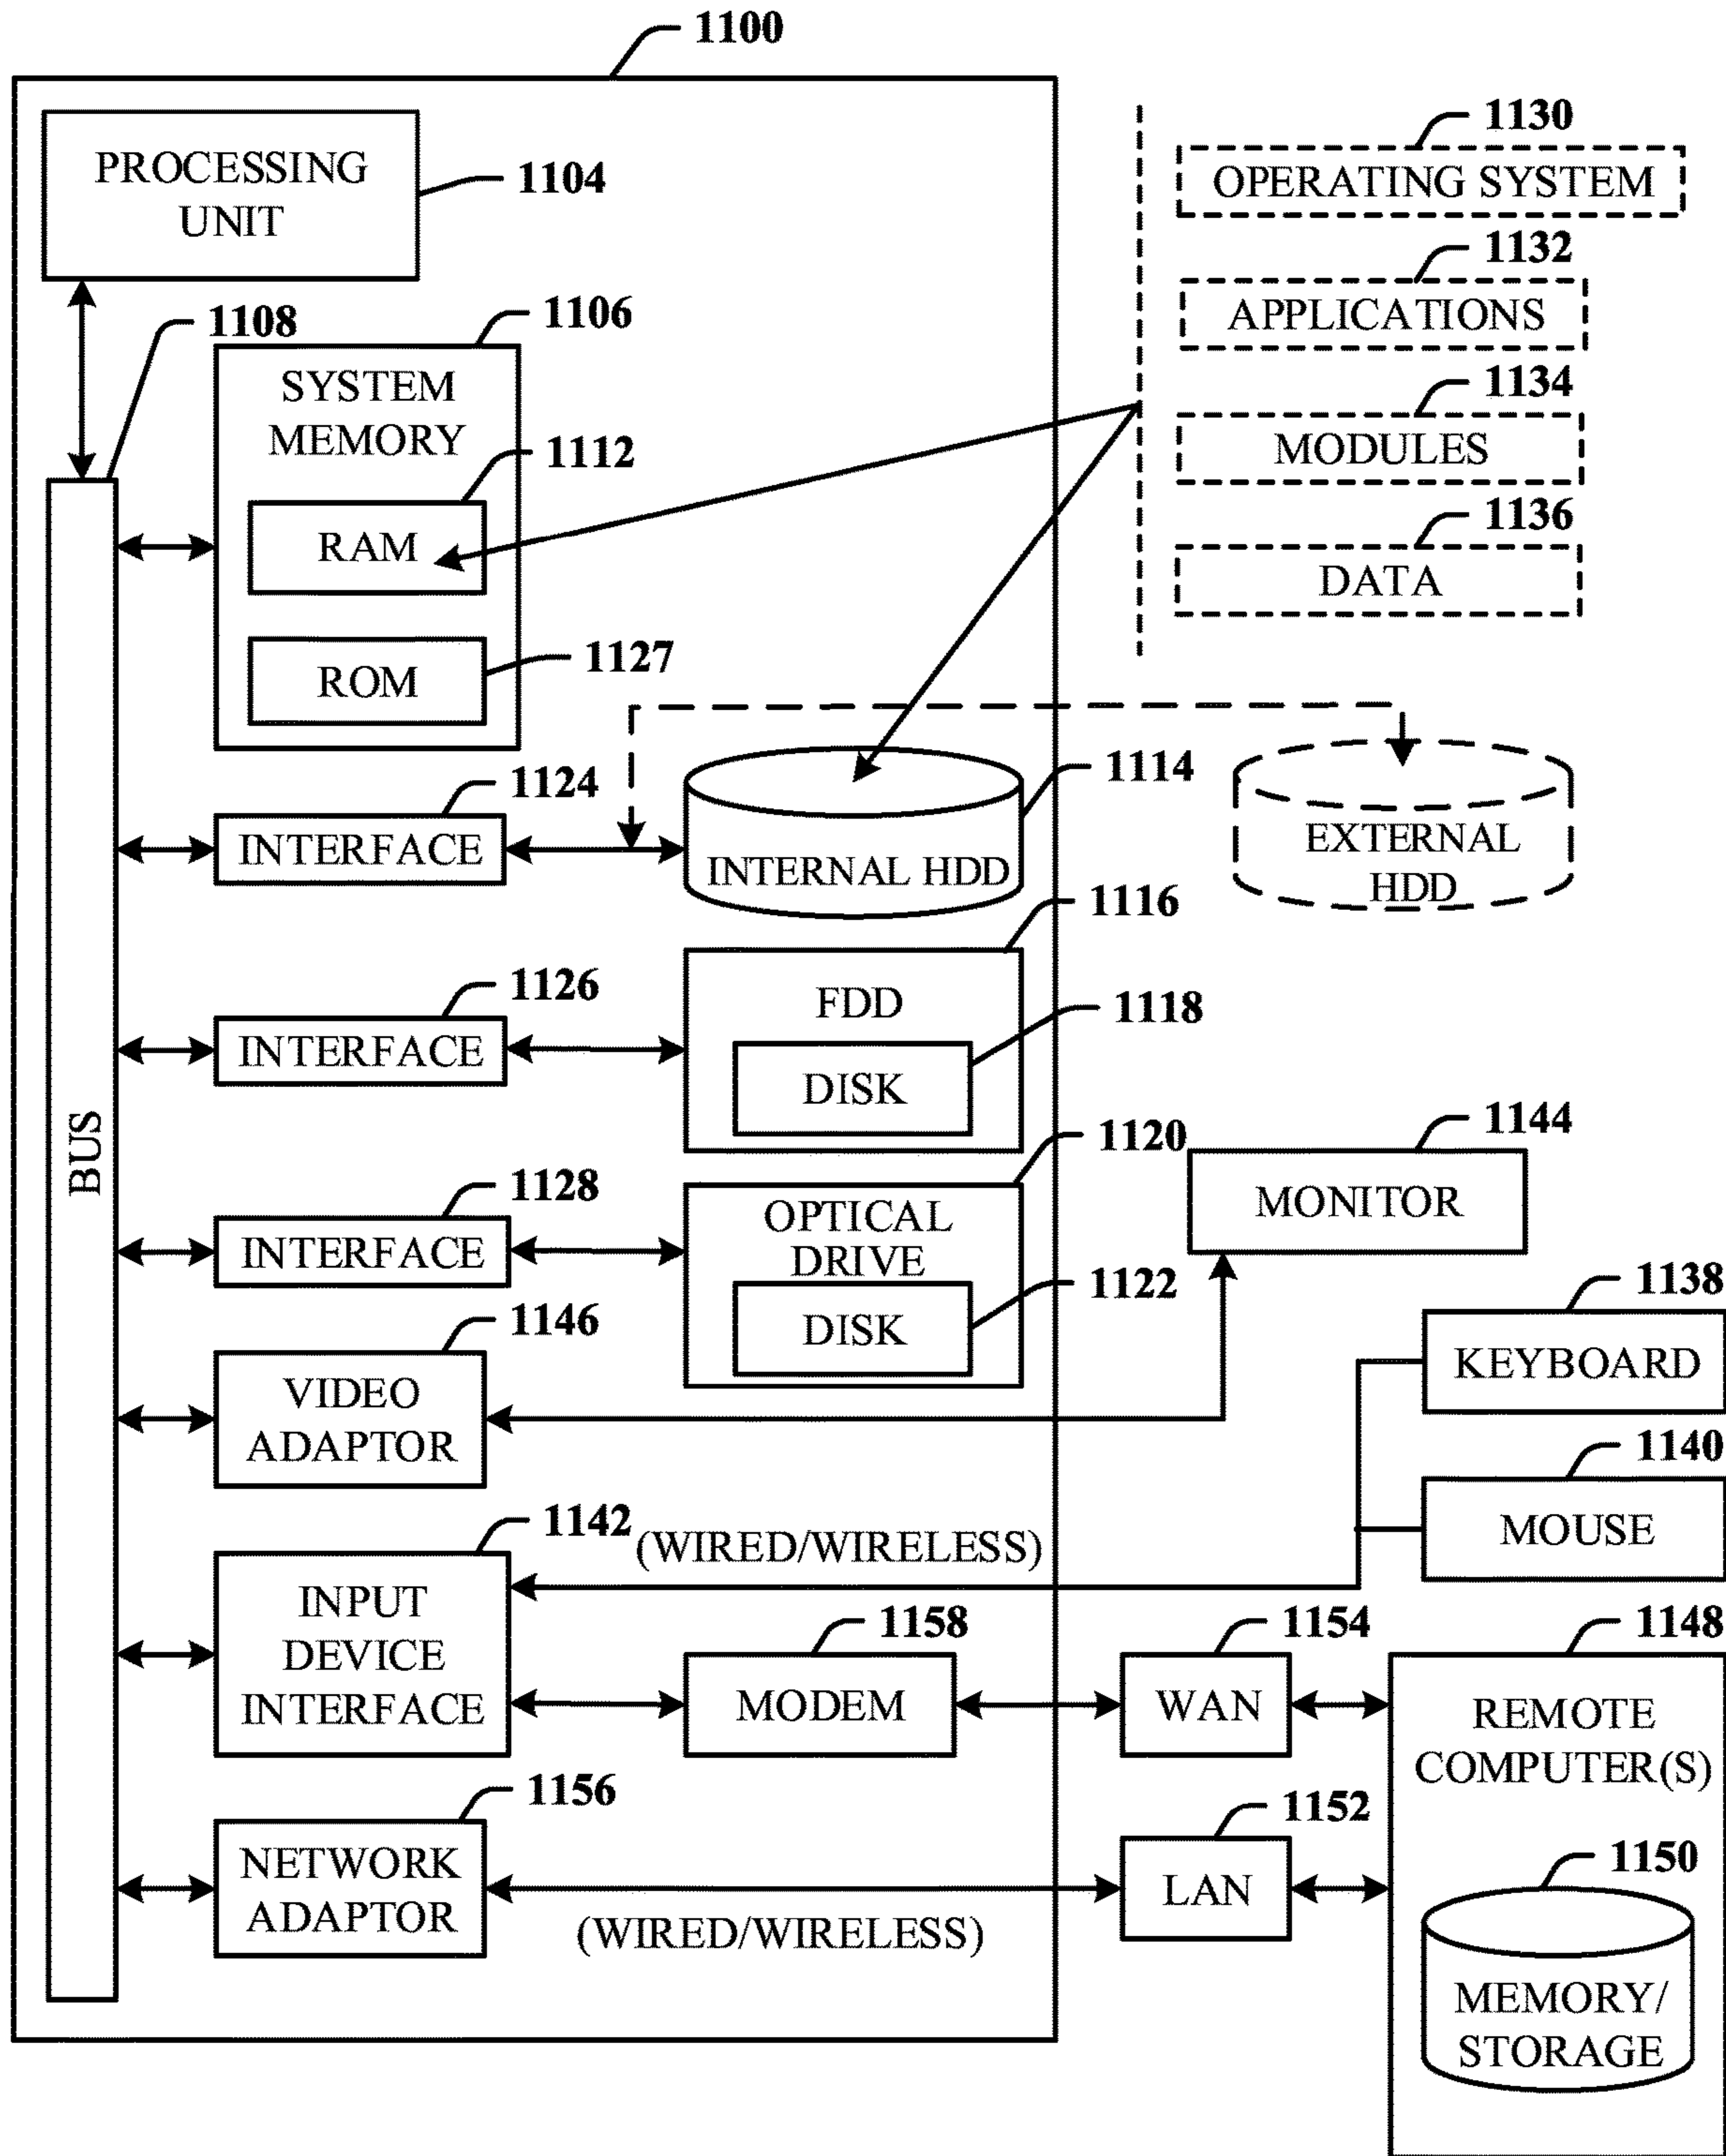 1100
PROCESSING
UNIT
1104
1130
OPERATING SYSTEM
1132
APPLICATIONS
1134
MODULES
1136
DATA
1108
1106
SYSTEM
MEMORY
1112
RAM
1127
ROM
1124
INTERFACE
1114
INTERNAL HDD
EXTERNAL
HDD
1126
INTERFACE
1116
FDD
1118
DISK
BUS
1128
INTERFACE
1120
OPTICAL
DRIVE
1122
DISK
1144
MONITOR
1146
VIDEO
ADAPTOR
1138
KEYBOARD
1140
MOUSE
1142
(WIRED/WIRELESS)
INPUT
DEVICE
INTERFACE
1158
MODEM
1154
WAN
1148
REMOTE
COMPUTER(S)
1156
NETWORK
ADAPTOR
(WIRED/WIRELESS)
1152
LAN
1150
MEMORY/
STORAGE